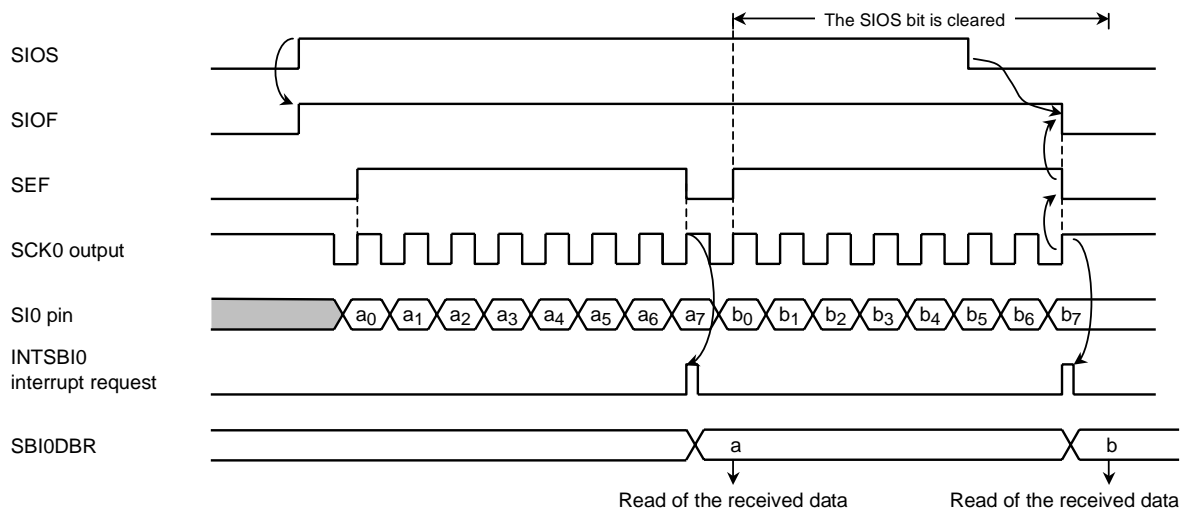 The SIOS bit is cleared
SIOS
SIOF
SEF
SCK0 output
SI0 pin
a0 a1 a2 a3 a4 a5 a6 a7 b0 b1 b2 b3 b4 b5 b6 b7
INTSBI0
interrupt request
SBI0DBR
a b
Read of the received data Read of the received data